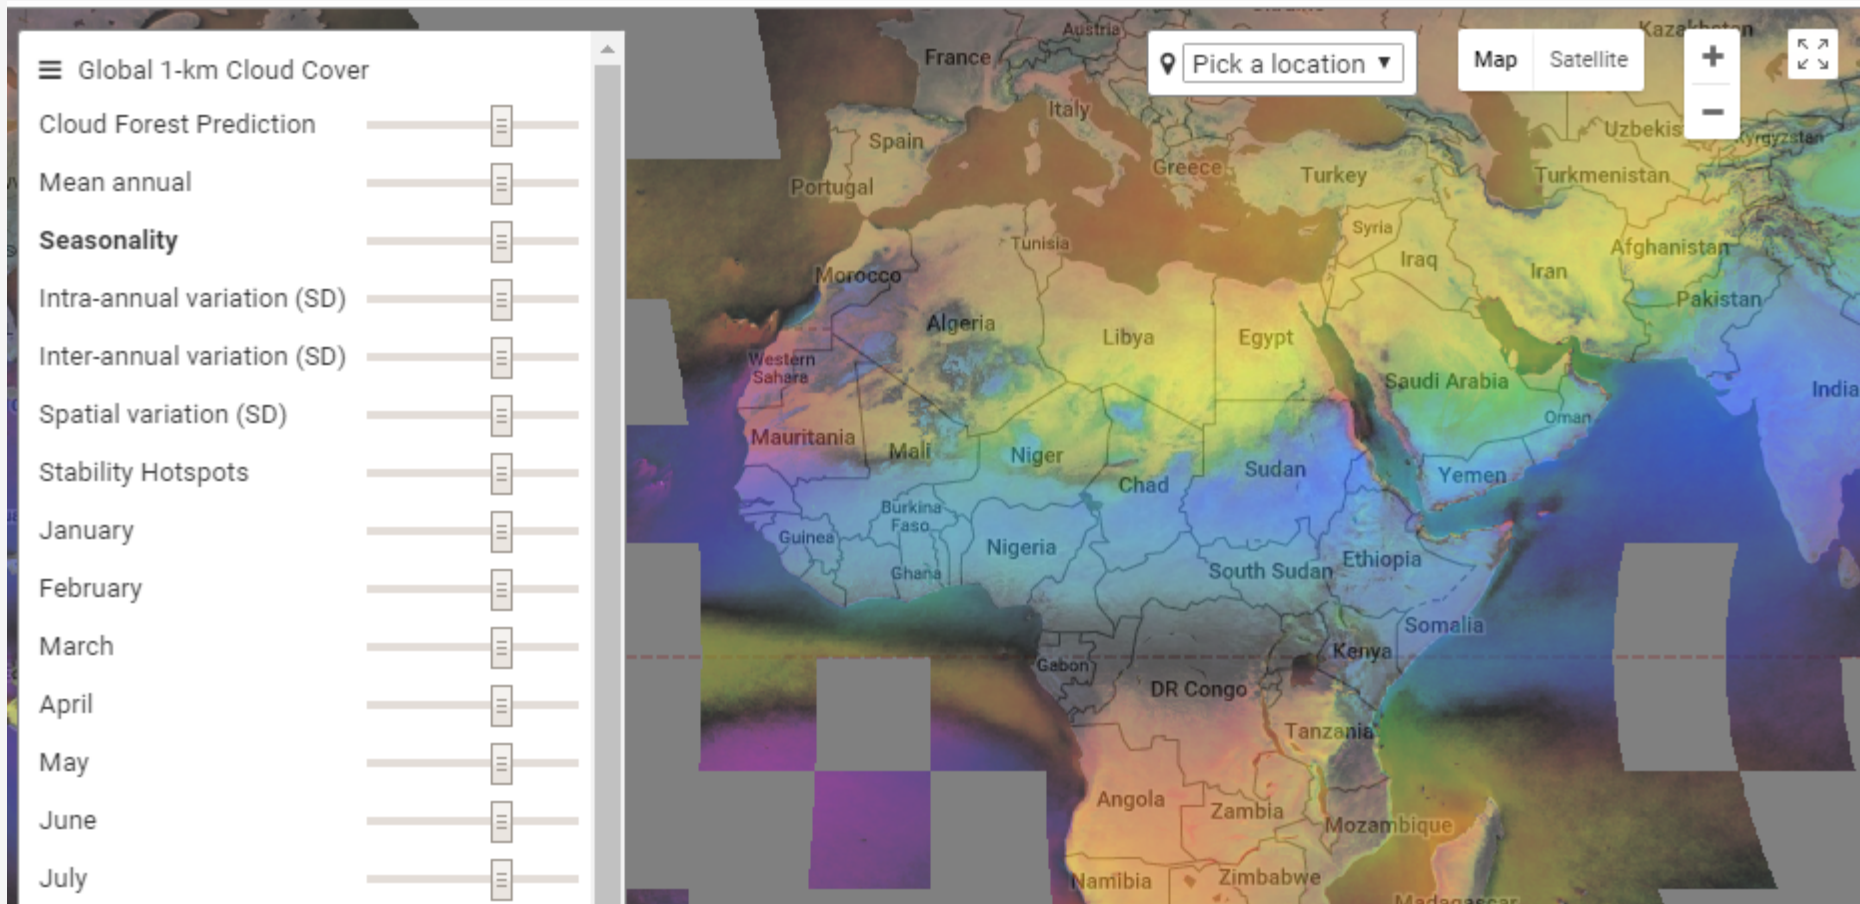 Global 1-km Cloud Cover
Cloud Forest Prediction
Mean annual
Seasonality
Intra-annual variation (SD)
Inter-annual variation (SD)
Spatial variation (SD)
Stability Hotspots
January
February
March
April
May
June
July
Pick a location
Map
Satellite
+
−
Austria
Kazakhstan
France
Italy
Uzbekis
Kyrgyzstan
Spain
Greece
Turkey
Turkmenistan
Portugal
Tunisia
Syria
Afghanistan
Morocco
Iraq
Iran
Pakistan
Algeria
Libya
Egypt
Western
Sahara
Saudi Arabia
India
Oman
Mauritania
Mali
Niger
Chad
Sudan
Yemen
Burkina
Faso
Guinea
Nigeria
Ghana
South Sudan
Ethiopia
Somalia
Gabon
Kenya
DR Congo
Tanzania
Angola
Zambia
Mozambique
Namibia
Zimbabwe
Madagascar